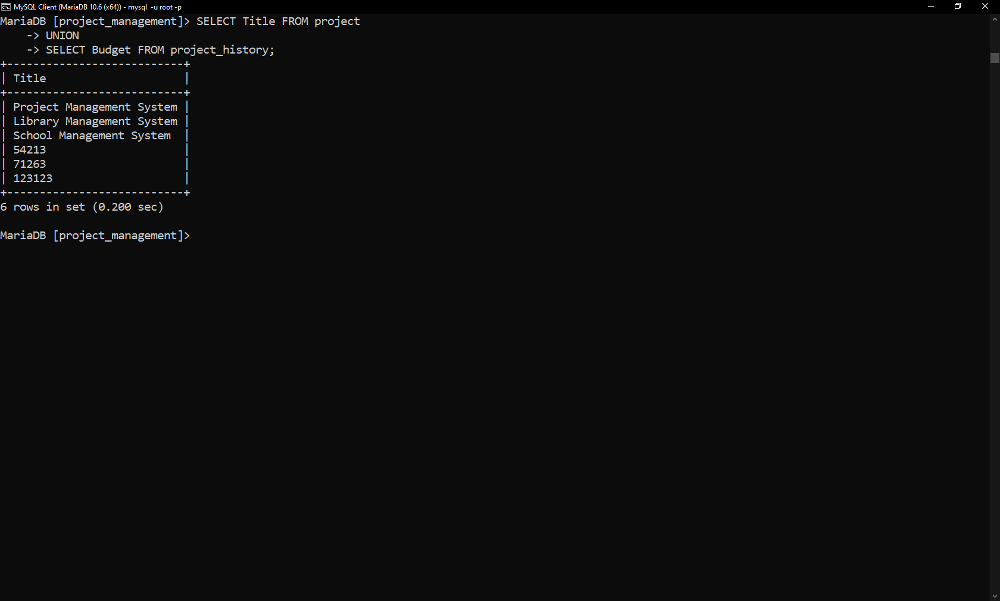 MySQL Client (MariaDB 10.6 (x64)) - mysql  -u root -p
MariaDB [project_management]> SELECT Title FROM project
    -> UNION
    -> SELECT Budget FROM project_history;
+---------------------------+
| Title                     |
+---------------------------+
| Project Management System |
| Library Management System |
| School Management System  |
| 54213                     |
| 71263                     |
| 123123                    |
+---------------------------+
6 rows in set (0.200 sec)
MariaDB [project_management]>